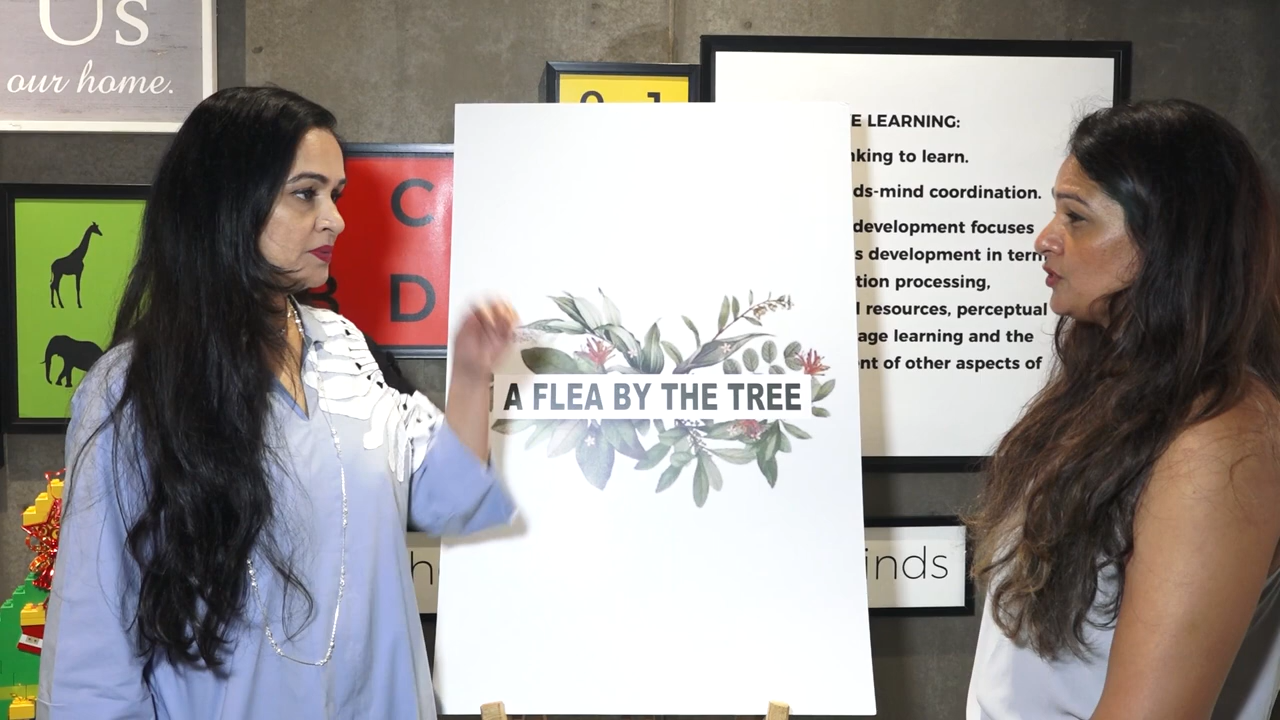 Us
our home.
C
B D
A FLEA BY THE TREE
E LEARNING:
king to learn.
ds-mind coordination.
development focuses
s development in term
tion processing,
l resources, perceptual
age learning and the
nt of other aspects of
inds